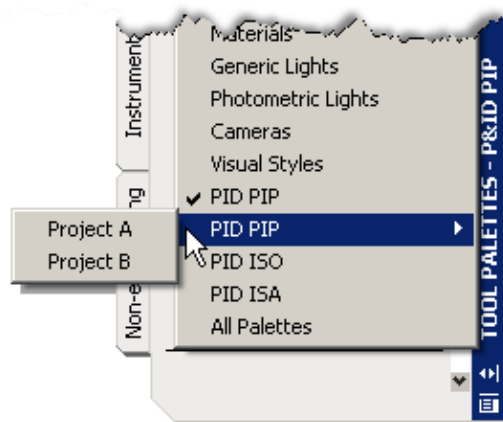 Materials
Generic Lights
Photometric Lights
Cameras
Visual Styles
PID PIP
PID PIP
PID ISO
PID ISA
All Palettes
Project A
Project B
Instrument
ng
Non-e
TOOL PALETTES - P&ID PIP